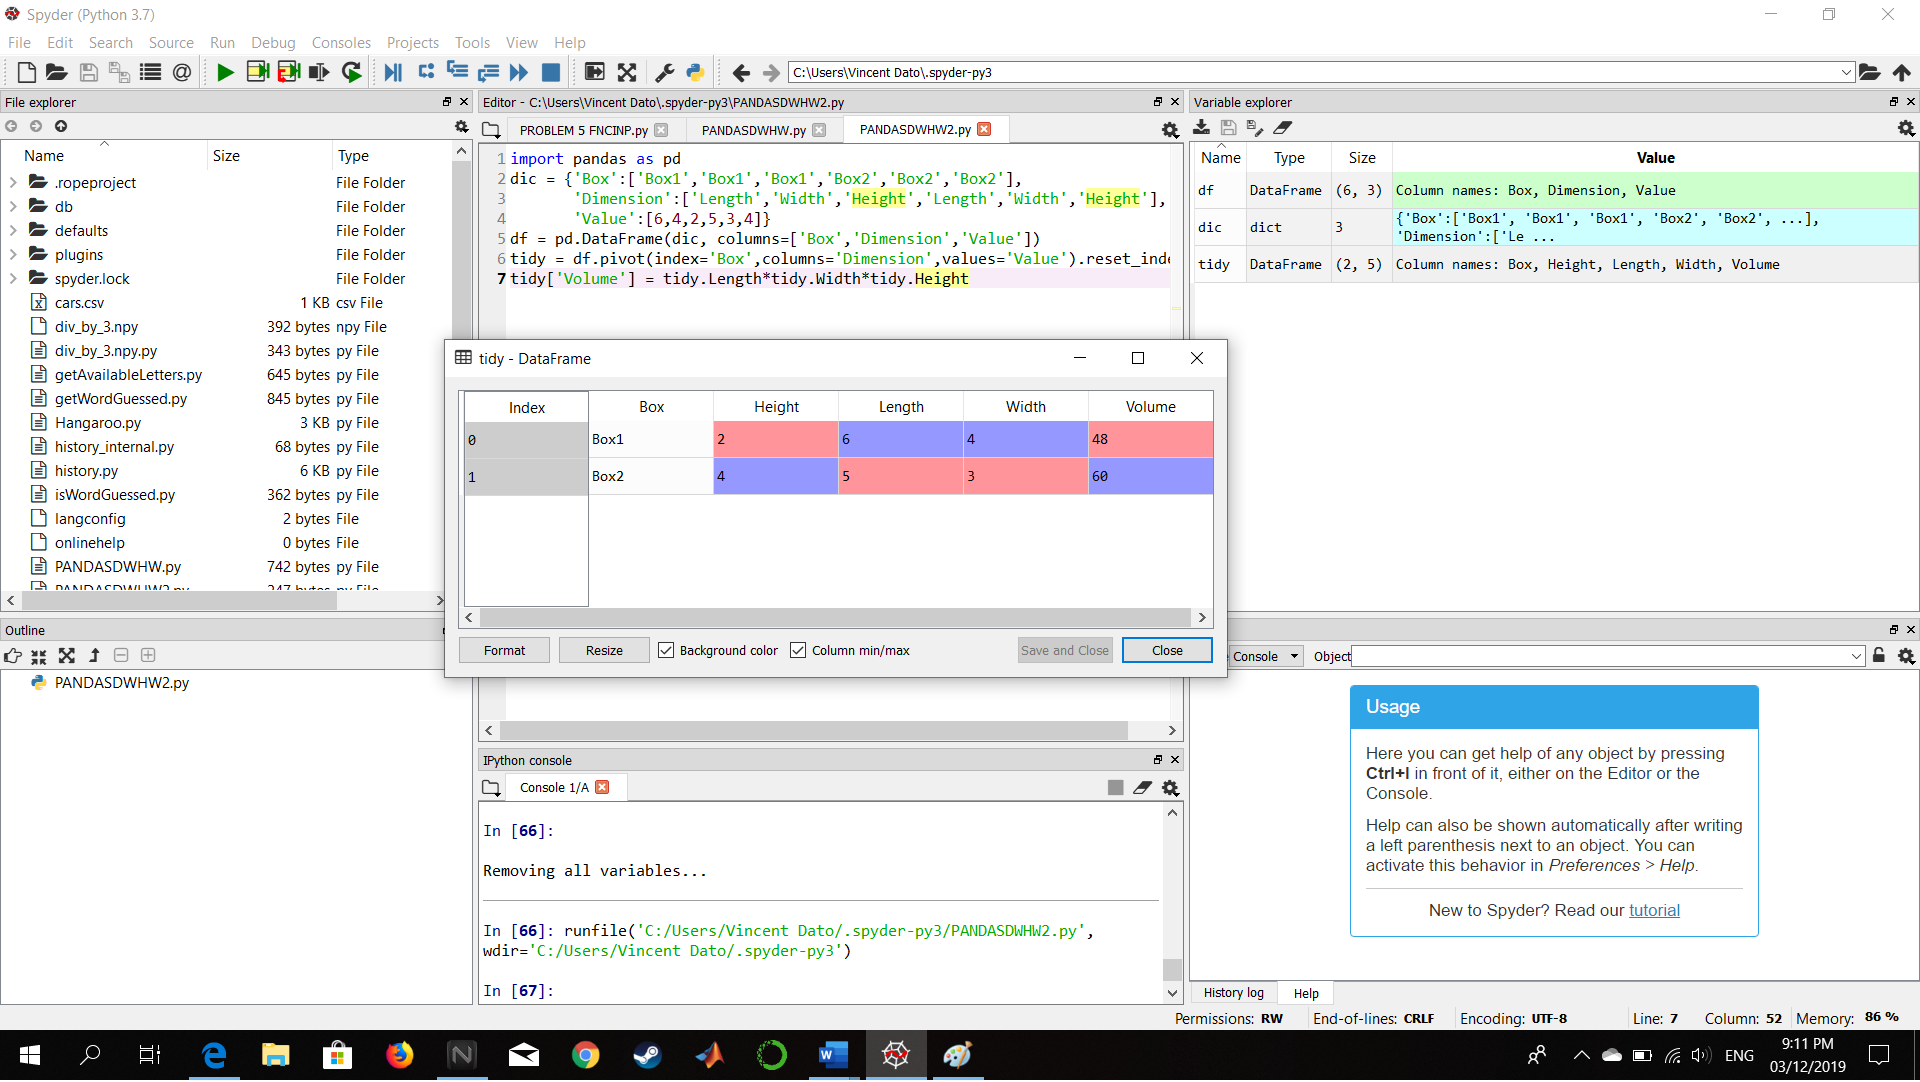 Spyder (Python 3.7)
File Edit Search Source Run Debug Consoles Projects Tools View Help
C:\Users\Vincent Dato\.spyder-py3
File explorer
Name Size Type
.ropeproject File Folder
db File Folder
defaults File Folder
plugins File Folder
spyder.lock File Folder
cars.csv 1 KB csv File
div_by_3.npy 392 bytes npy File
div_by_3.npy.py 343 bytes py File
getAvailableLetters.py 645 bytes py File
getWordGuessed.py 845 bytes py File
Hangaroo.py 3 KB py File
history_internal.py 68 bytes py File
history.py 6 KB py File
isWordGuessed.py 362 bytes py File
langconfig 2 bytes File
onlinehelp 0 bytes File
PANDASDWHW.py 742 bytes py File
PANDASDWHW2.py 247 bytes py File
Outline
PANDASDWHW2.py
Editor - C:\Users\Vincent Dato\.spyder-py3\PANDASDWHW2.py
PROBLEM 5 FNCINP.py PANDASDWHW.py PANDASDWHW2.py
1 import pandas as pd
2 dic = {'Box':['Box1','Box1','Box1','Box2','Box2','Box2'],
3 'Dimension':['Length','Width','Height','Length','Width','Height'],
4 'Value':[6,4,2,5,3,4]}
5 df = pd.DataFrame(dic, columns=['Box','Dimension','Value'])
6 tidy = df.pivot(index='Box',columns='Dimension',values='Value').reset_inde
7 tidy['Volume'] = tidy.Length*tidy.Width*tidy.Height
tidy - DataFrame
Index Box Height Length Width Volume
0 Box1 2 6 4 48
1 Box2 4 5 3 60
Format Resize Background color Column min/max Save and Close Close
IPython console
Console 1/A
In [66]:
Removing all variables...
In [66]: runfile('C:/Users/Vincent Dato/.spyder-py3/PANDASDWHW2.py',
wdir='C:/Users/Vincent Dato/.spyder-py3')
In [67]:
Variable explorer
Name Type Size Value
df DataFrame (6, 3) Column names: Box, Dimension, Value
dic dict 3 {'Box':['Box1', 'Box1', 'Box1', 'Box2', 'Box2', ...],
'Dimension':['Le ...
tidy DataFrame (2, 5) Column names: Box, Height, Length, Width, Volume
Console Object
Usage
Here you can get help of any object by pressing
Ctrl+I in front of it, either on the Editor or the
Console.
Help can also be shown automatically after writing
a left parenthesis next to an object. You can
activate this behavior in Preferences > Help.
New to Spyder? Read our tutorial
History log Help
Permissions: RW End-of-lines: CRLF Encoding: UTF-8 Line: 7 Column: 52 Memory: 86 %
ENG
9:11 PM
03/12/2019